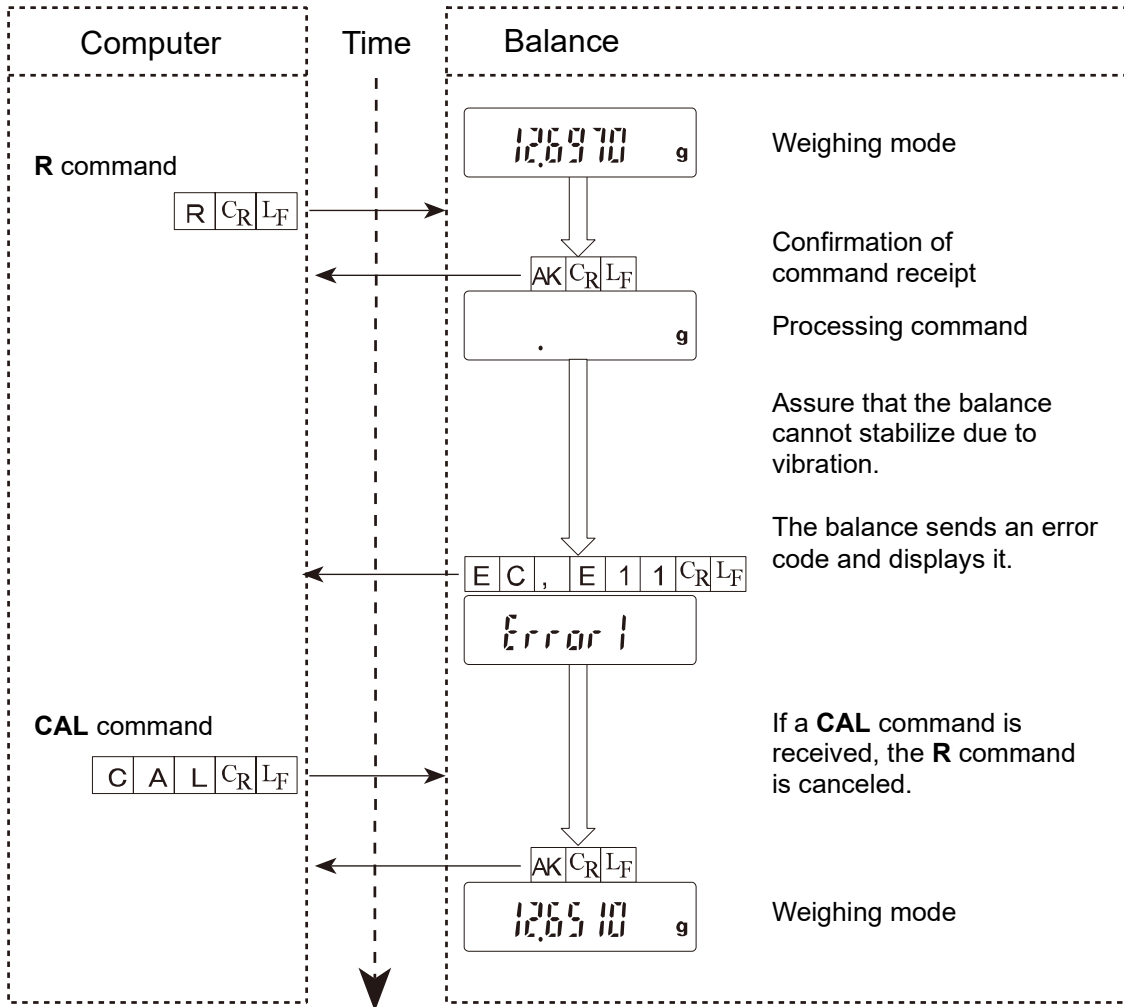 Computer
Time
Balance
12.6970 g
Weighing mode
R command
R CR LF
AK CR LF
Confirmation of
command receipt
. g
Processing command
Assure that the balance
cannot stabilize due to
vibration.
The balance sends an error
code and displays it.
EC, E11 CR LF
Error 1
CAL command
CAL CR LF
If a CAL command is
received, the R command
is canceled.
AK CR LF
12.6510 g
Weighing mode